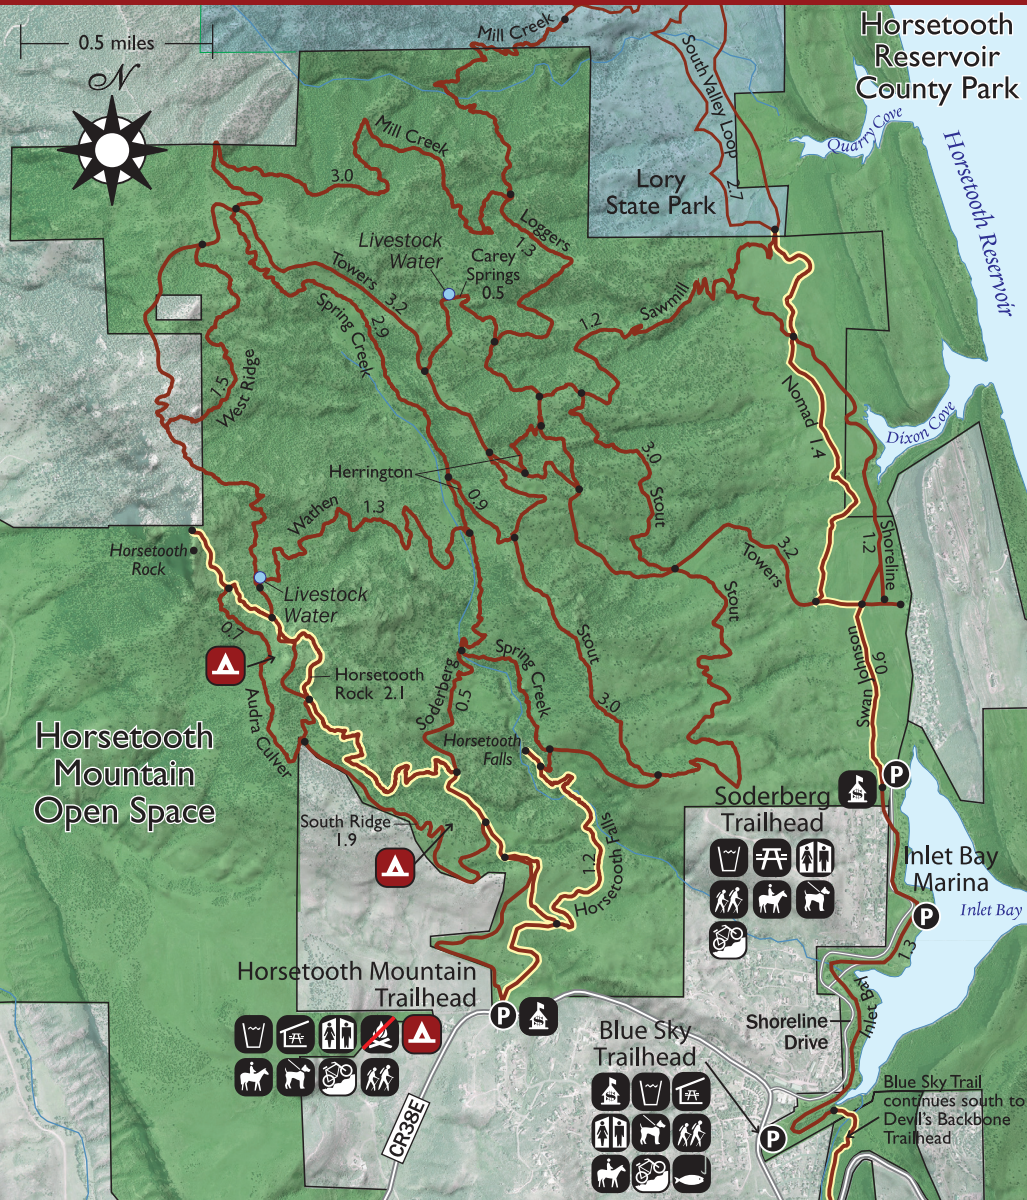 0.5 miles
N
Mill Creek
South Valley Loop
2.7
Horsetooth
Reservoir
County Park
Quarry Cove
Horsetooth Reservoir
Mill Creek
3.0
Lory
State Park
Loggers
1.3
Livestock
Water
Carey
Springs
0.5
Towers
3.2
Spring Creek
2.9
1.2
Sawmill
1.5
West Ridge
Nomad 1.4
Dixon Cove
Herrington
0.9
3.0
Stout
Wathen
1.3
Horsetooth
Rock
Livestock
Water
3.2
Towers
Shoreline
1.2
Stout
Stout
3.0
0.7
Audra Culver
Horsetooth
Rock 2.1
Soderberg
0.5
Spring Creek
Swan Johnson
0.6
Horsetooth
Mountain
Open Space
Horsetooth
Falls
P
Soderberg
Trailhead
South Ridge
1.9
Horsetooth Falls
1.2
Inlet Bay
Marina
P
Inlet Bay
1.3
Inlet Bay
Horsetooth Mountain
Trailhead
P
Shoreline
Drive
Blue Sky
Trailhead
P
CR38E
Blue Sky Trail
continues south to
Devil's Backbone
Trailhead